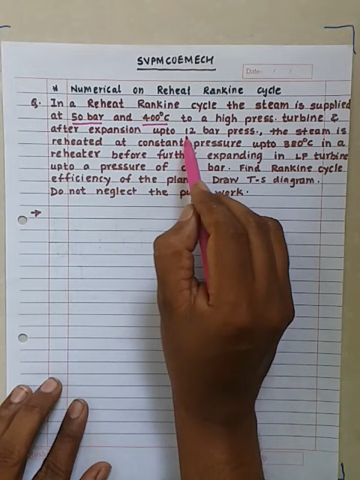 SVPMCOEMECH
Date:-
* Numerical on Reheat Rankine Cycle
Q. In a Reheat Rankine cycle the steam is supplied
at 50 bar and 400°C to a high press. turbine &
after expansion upto 12 bar press., the steam is
reheated at constant pressure upto 380°C in a
reheater before further expanding in LP turbine
upto a pressure of bar. Find Rankine cycle
efficiency of the plan Draw T-S diagram.
Do not neglect the work.
→